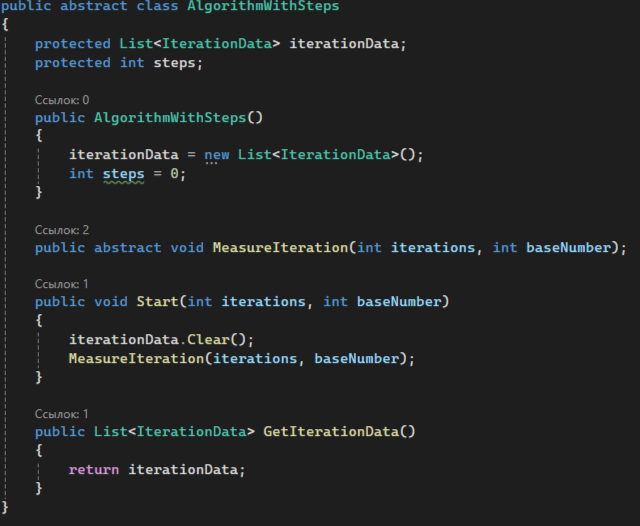 public abstract class AlgorithmWithSteps
{
protected List<IterationData> iterationData;
protected int steps;
Ссылок: 0
public AlgorithmWithSteps()
{
iterationData = new List<IterationData>();
int steps = 0;
}
Ссылок: 2
public abstract void MeasureIteration(int iterations, int baseNumber);
Ссылок: 1
public void Start(int iterations, int baseNumber)
{
iterationData.Clear();
MeasureIteration(iterations, baseNumber);
}
Ссылок: 1
public List<IterationData> GetIterationData()
{
return iterationData;
}
}